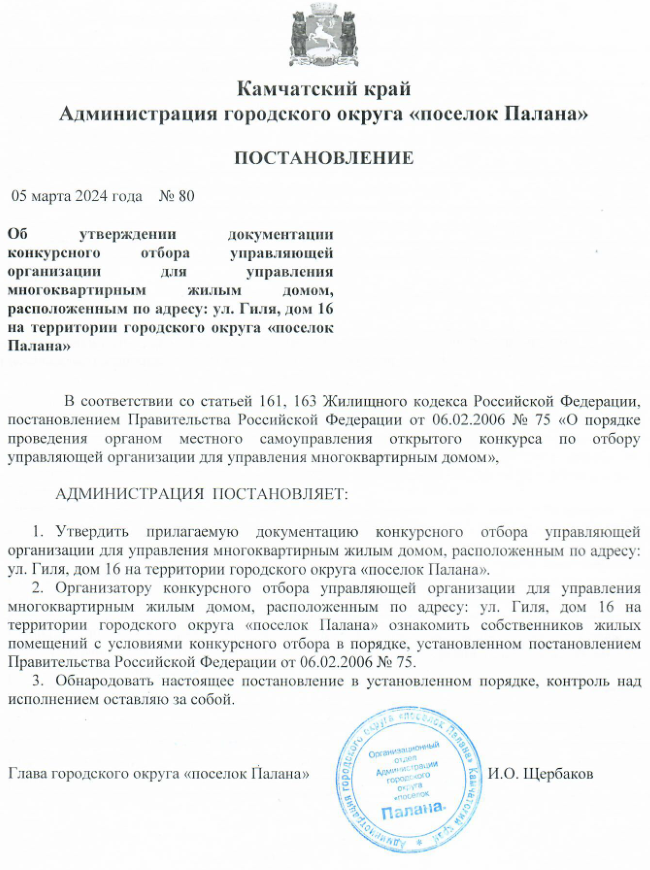 Камчатский край
Администрация городского округа «поселок Палана»
ПОСТАНОВЛЕНИЕ
05 марта 2024 года № 80
Об утверждении документации
конкурсного отбора управляющей
организации для управления
многоквартирным жилым домом,
расположенным по адресу: ул. Гиля, дом 16
на территории городского округа «поселок
Палана»
В соответствии со статьей 161, 163 Жилищного кодекса Российской Федерации,
постановлением Правительства Российской Федерации от 06.02.2006 № 75 «О порядке
проведения органом местного самоуправления открытого конкурса по отбору
управляющей организации для управления многоквартирным домом»,
АДМИНИСТРАЦИЯ ПОСТАНОВЛЯЕТ:
1. Утвердить прилагаемую документацию конкурсного отбора управляющей
организации для управления многоквартирным жилым домом, расположенным по адресу:
ул. Гиля, дом 16 на территории городского округа «поселок Палана».
2. Организатору конкурсного отбора управляющей организации для управления
многоквартирным жилым домом, расположенным по адресу: ул. Гиля, дом 16 на
территории городского округа «поселок Палана» ознакомить собственников жилых
помещений с условиями конкурсного отбора в порядке, установленном постановлением
Правительства Российской Федерации от 06.02.2006 № 75.
3. Обнародовать настоящее постановление в установленном порядке, контроль над
исполнением оставляю за собой.
Глава городского округа «поселок Палана» И.О. Щербаков
Администрация городского округа «поселок Палана» Камчатский край
Организационный
отдел
Администрации
городского
округа
«поселок
Палана»